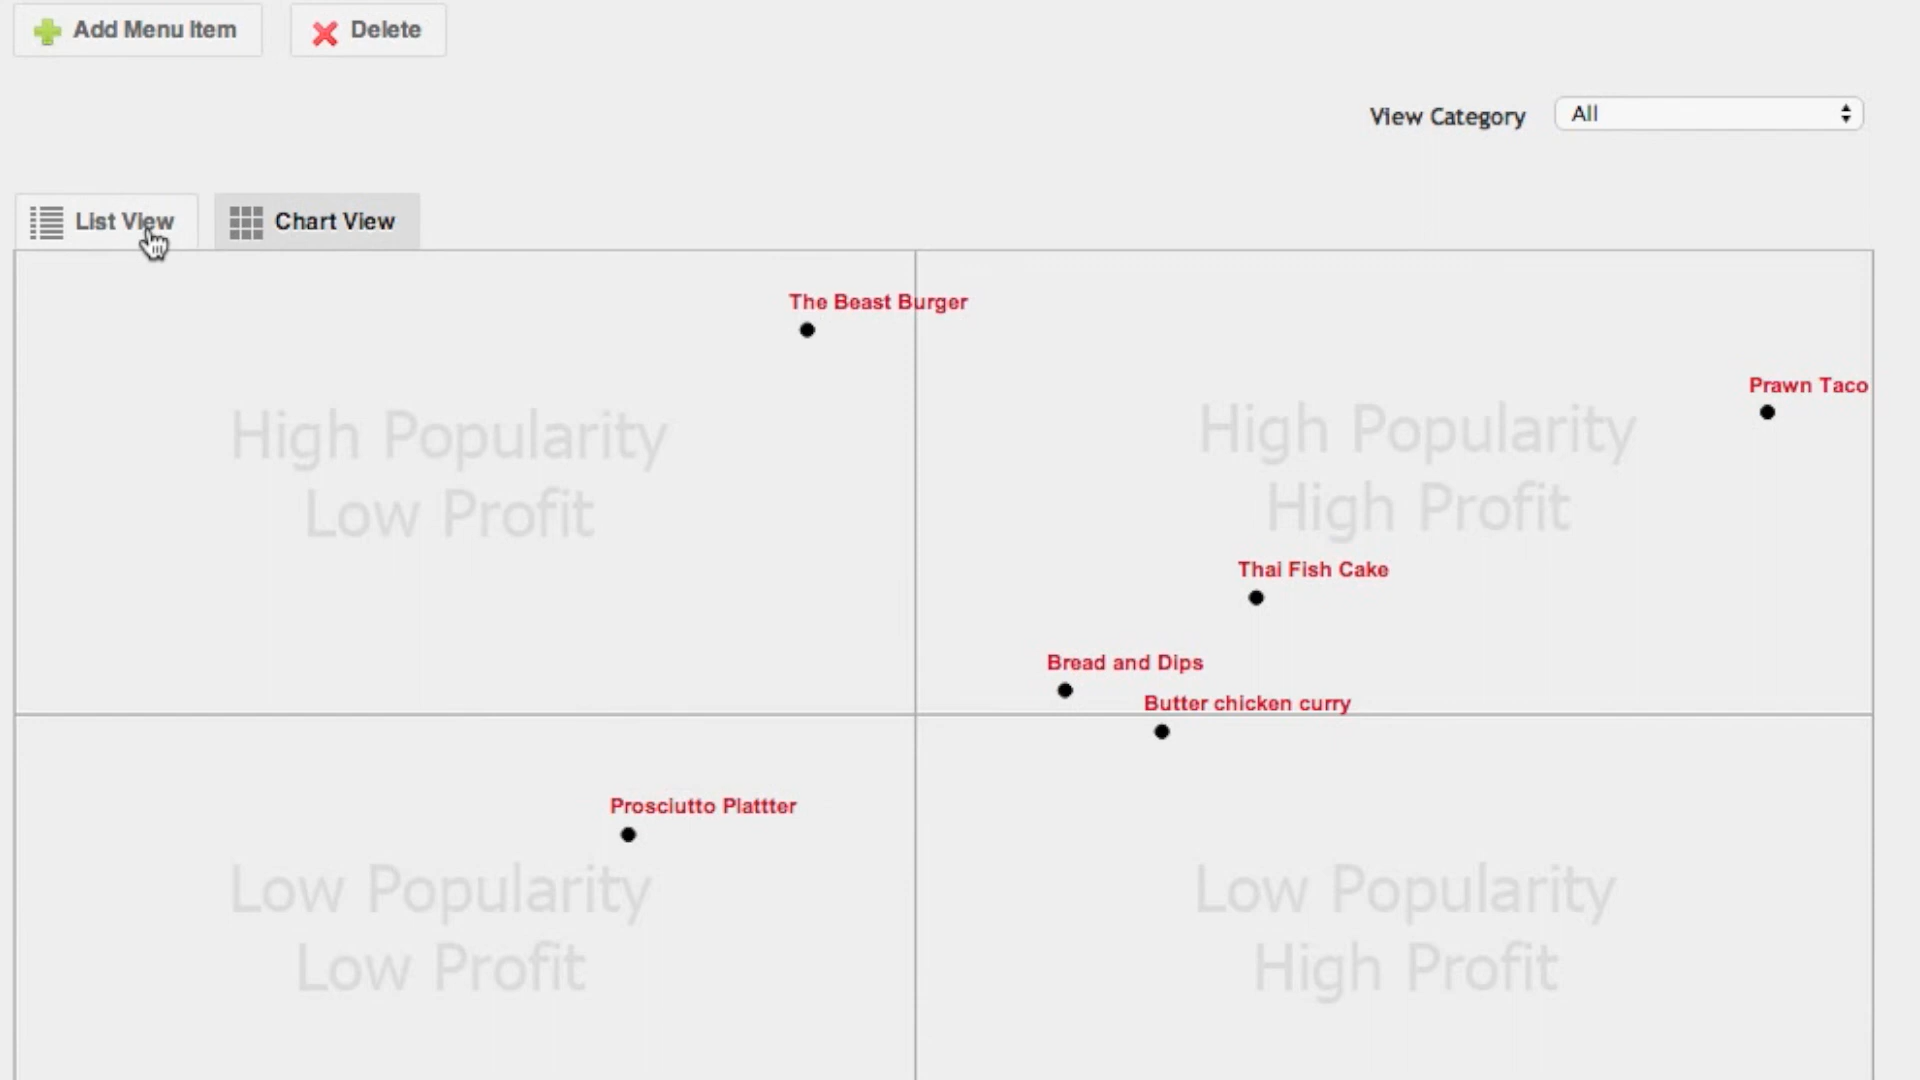 Add Menu Item
Delete
View Category
All
List View
Chart View
The Beast Burger
Prawn Taco
High Popularity
Low Profit
High Popularity
High Profit
Thai Fish Cake
Bread and Dips
Butter chicken curry
Prosciutto Plattter
Low Popularity
Low Profit
Low Popularity
High Profit